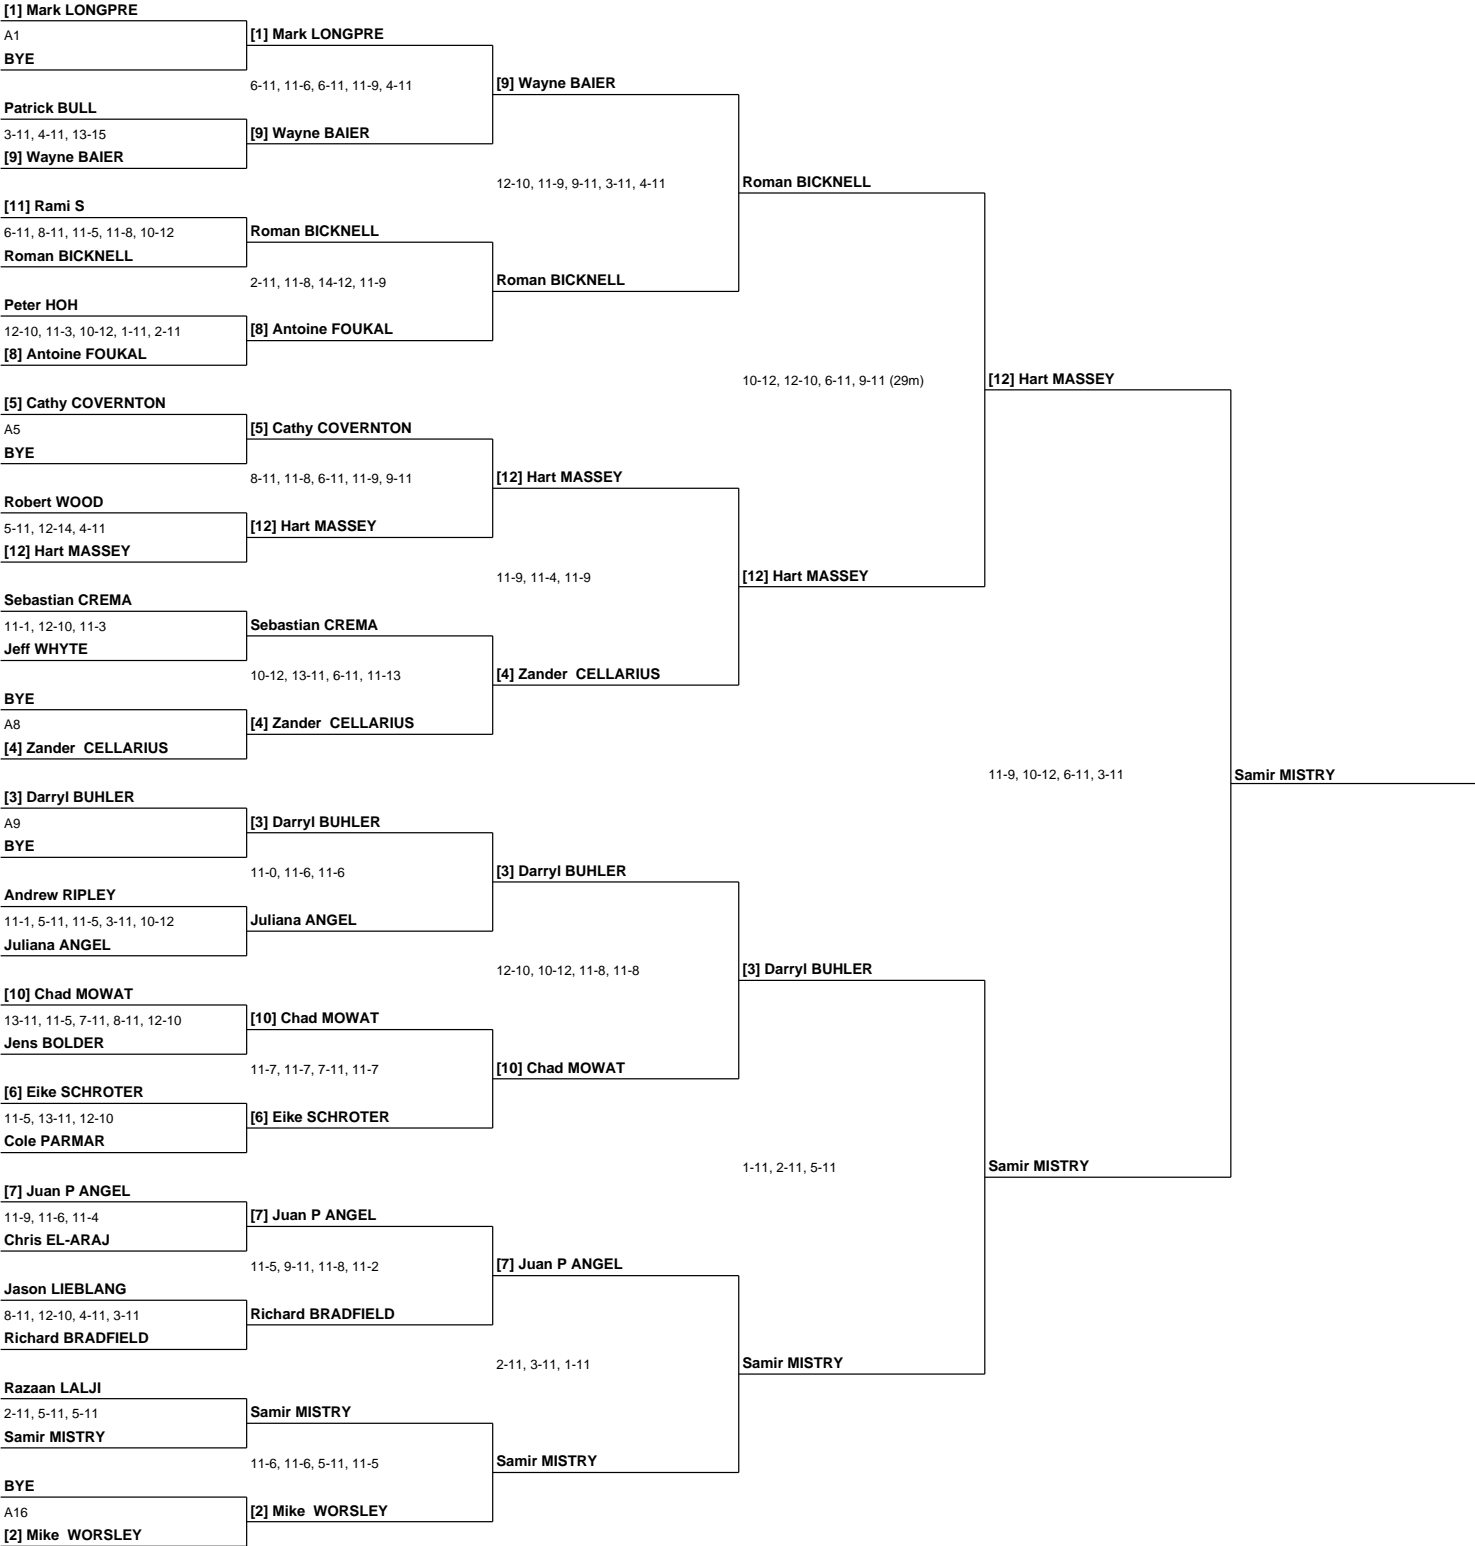 [1] Mark LONGPRE
A1
BYE
Patrick BULL
3-11, 4-11, 13-15
[9] Wayne BAIER
[11] Rami S
6-11, 8-11, 11-5, 11-8, 10-12
Roman BICKNELL
Peter HOH
12-10, 11-3, 10-12, 1-11, 2-11
[8] Antoine FOUKAL
[5] Cathy COVERNTON
A5
BYE
Robert WOOD
5-11, 12-14, 4-11
[12] Hart MASSEY
Sebastian CREMA
11-1, 12-10, 11-3
Jeff WHYTE
BYE
A8
[4] Zander  CELLARIUS
[3] Darryl BUHLER
A9
BYE
Andrew RIPLEY
11-1, 5-11, 11-5, 3-11, 10-12
Juliana ANGEL
[10] Chad MOWAT
13-11, 11-5, 7-11, 8-11, 12-10
Jens BOLDER
[6] Eike SCHROTER
11-5, 13-11, 12-10
Cole PARMAR
[7] Juan P ANGEL
11-9, 11-6, 11-4
Chris EL-ARAJ
Jason LIEBLANG
8-11, 12-10, 4-11, 3-11
Richard BRADFIELD
Razaan LALJI
2-11, 5-11, 5-11
Samir MISTRY
BYE
A16
[2] Mike  WORSLEY
[1] Mark LONGPRE
6-11, 11-6, 6-11, 11-9, 4-11
[9] Wayne BAIER
Roman BICKNELL
2-11, 11-8, 14-12, 11-9
[8] Antoine FOUKAL
[5] Cathy COVERNTON
8-11, 11-8, 6-11, 11-9, 9-11
[12] Hart MASSEY
Sebastian CREMA
10-12, 13-11, 6-11, 11-13
[4] Zander  CELLARIUS
[3] Darryl BUHLER
11-0, 11-6, 11-6
Juliana ANGEL
[10] Chad MOWAT
11-7, 11-7, 7-11, 11-7
[6] Eike SCHROTER
[7] Juan P ANGEL
11-5, 9-11, 11-8, 11-2
Richard BRADFIELD
Samir MISTRY
11-6, 11-6, 5-11, 11-5
[2] Mike  WORSLEY
[9] Wayne BAIER
12-10, 11-9, 9-11, 3-11, 4-11
Roman BICKNELL
[12] Hart MASSEY
11-9, 11-4, 11-9
[4] Zander  CELLARIUS
[3] Darryl BUHLER
12-10, 10-12, 11-8, 11-8
[10] Chad MOWAT
[7] Juan P ANGEL
2-11, 3-11, 1-11
Samir MISTRY
Roman BICKNELL
10-12, 12-10, 6-11, 9-11 (29m)
[12] Hart MASSEY
[3] Darryl BUHLER
1-11, 2-11, 5-11
Samir MISTRY
[12] Hart MASSEY
11-9, 10-12, 6-11, 3-11
Samir MISTRY
Samir MISTRY